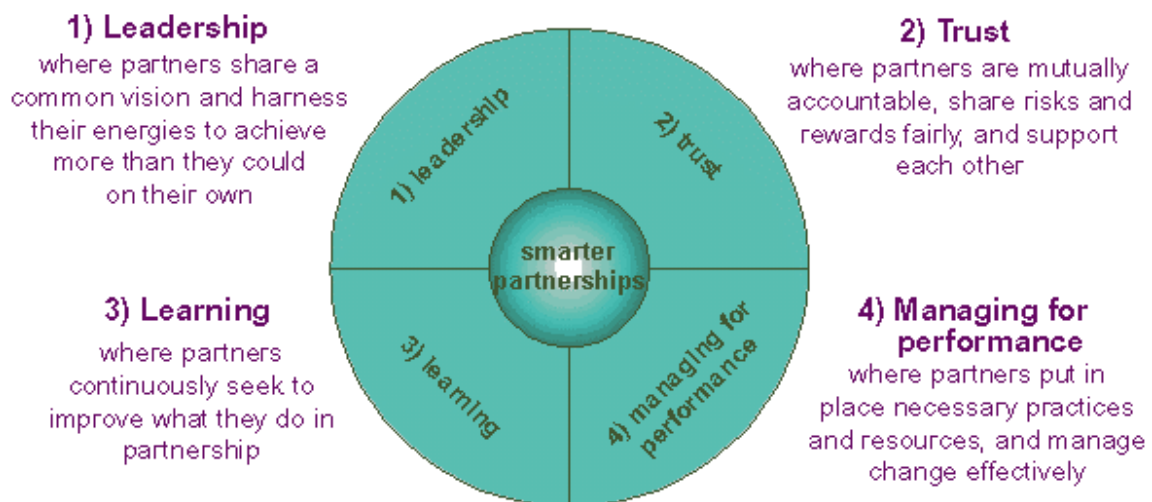 1) Leadership
where partners share a
common vision and harness
their energies to achieve
more than they could
on their own
2) Trust
where partners are mutually
accountable, share risks and
rewards fairly, and support
each other
1) leadership
2) trust
smarter
partnerships
3) learning
4) managing for
performance
3) Learning
where partners
continuously seek to
improve what they do in
partnership
4) Managing for
performance
where partners put in
place necessary practices
and resources, and manage
change effectively